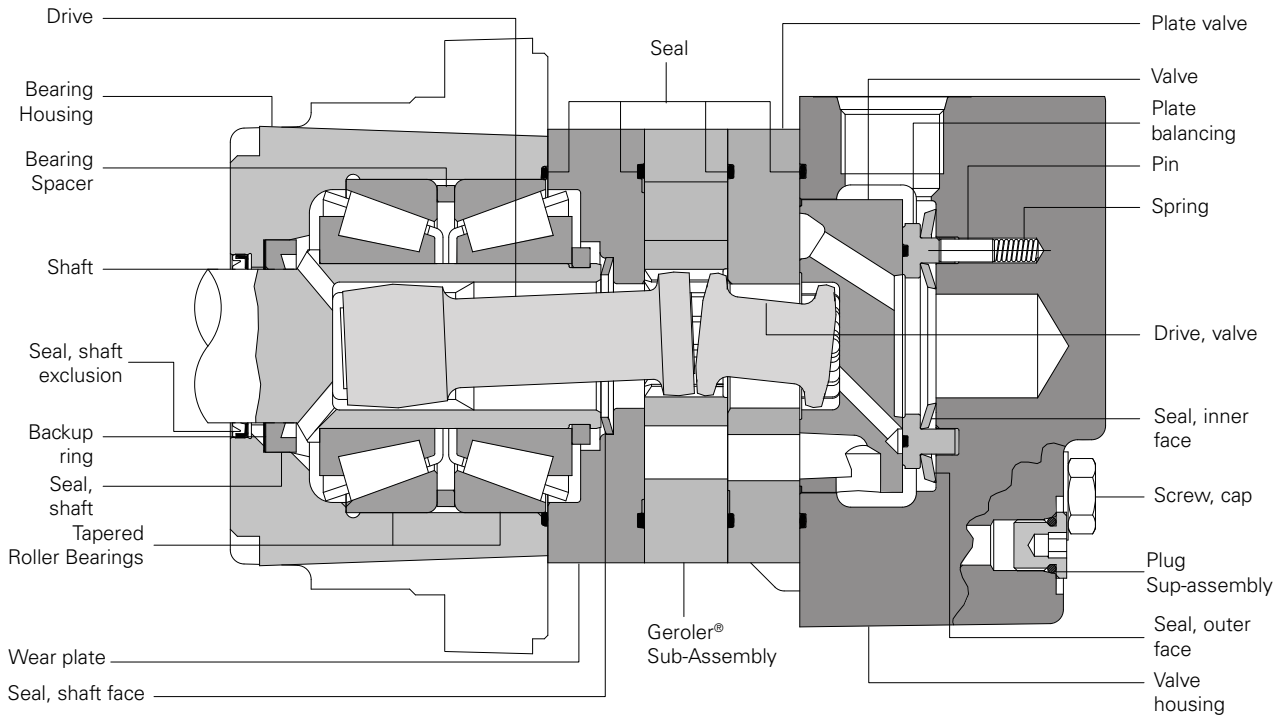 Drive
Bearing
Housing
Bearing
Spacer
Shaft
Seal, shaft
exclusion
Backup
ring
Seal,
shaft
Tapered
Roller Bearings
Wear plate
Seal, shaft face
Seal
Geroler®
Sub-Assembly
Plate valve
Valve
Plate
balancing
Pin
Spring
Drive, valve
Seal, inner
face
Screw, cap
Plug
Sup-assembly
Seal, outer
face
Valve
housing